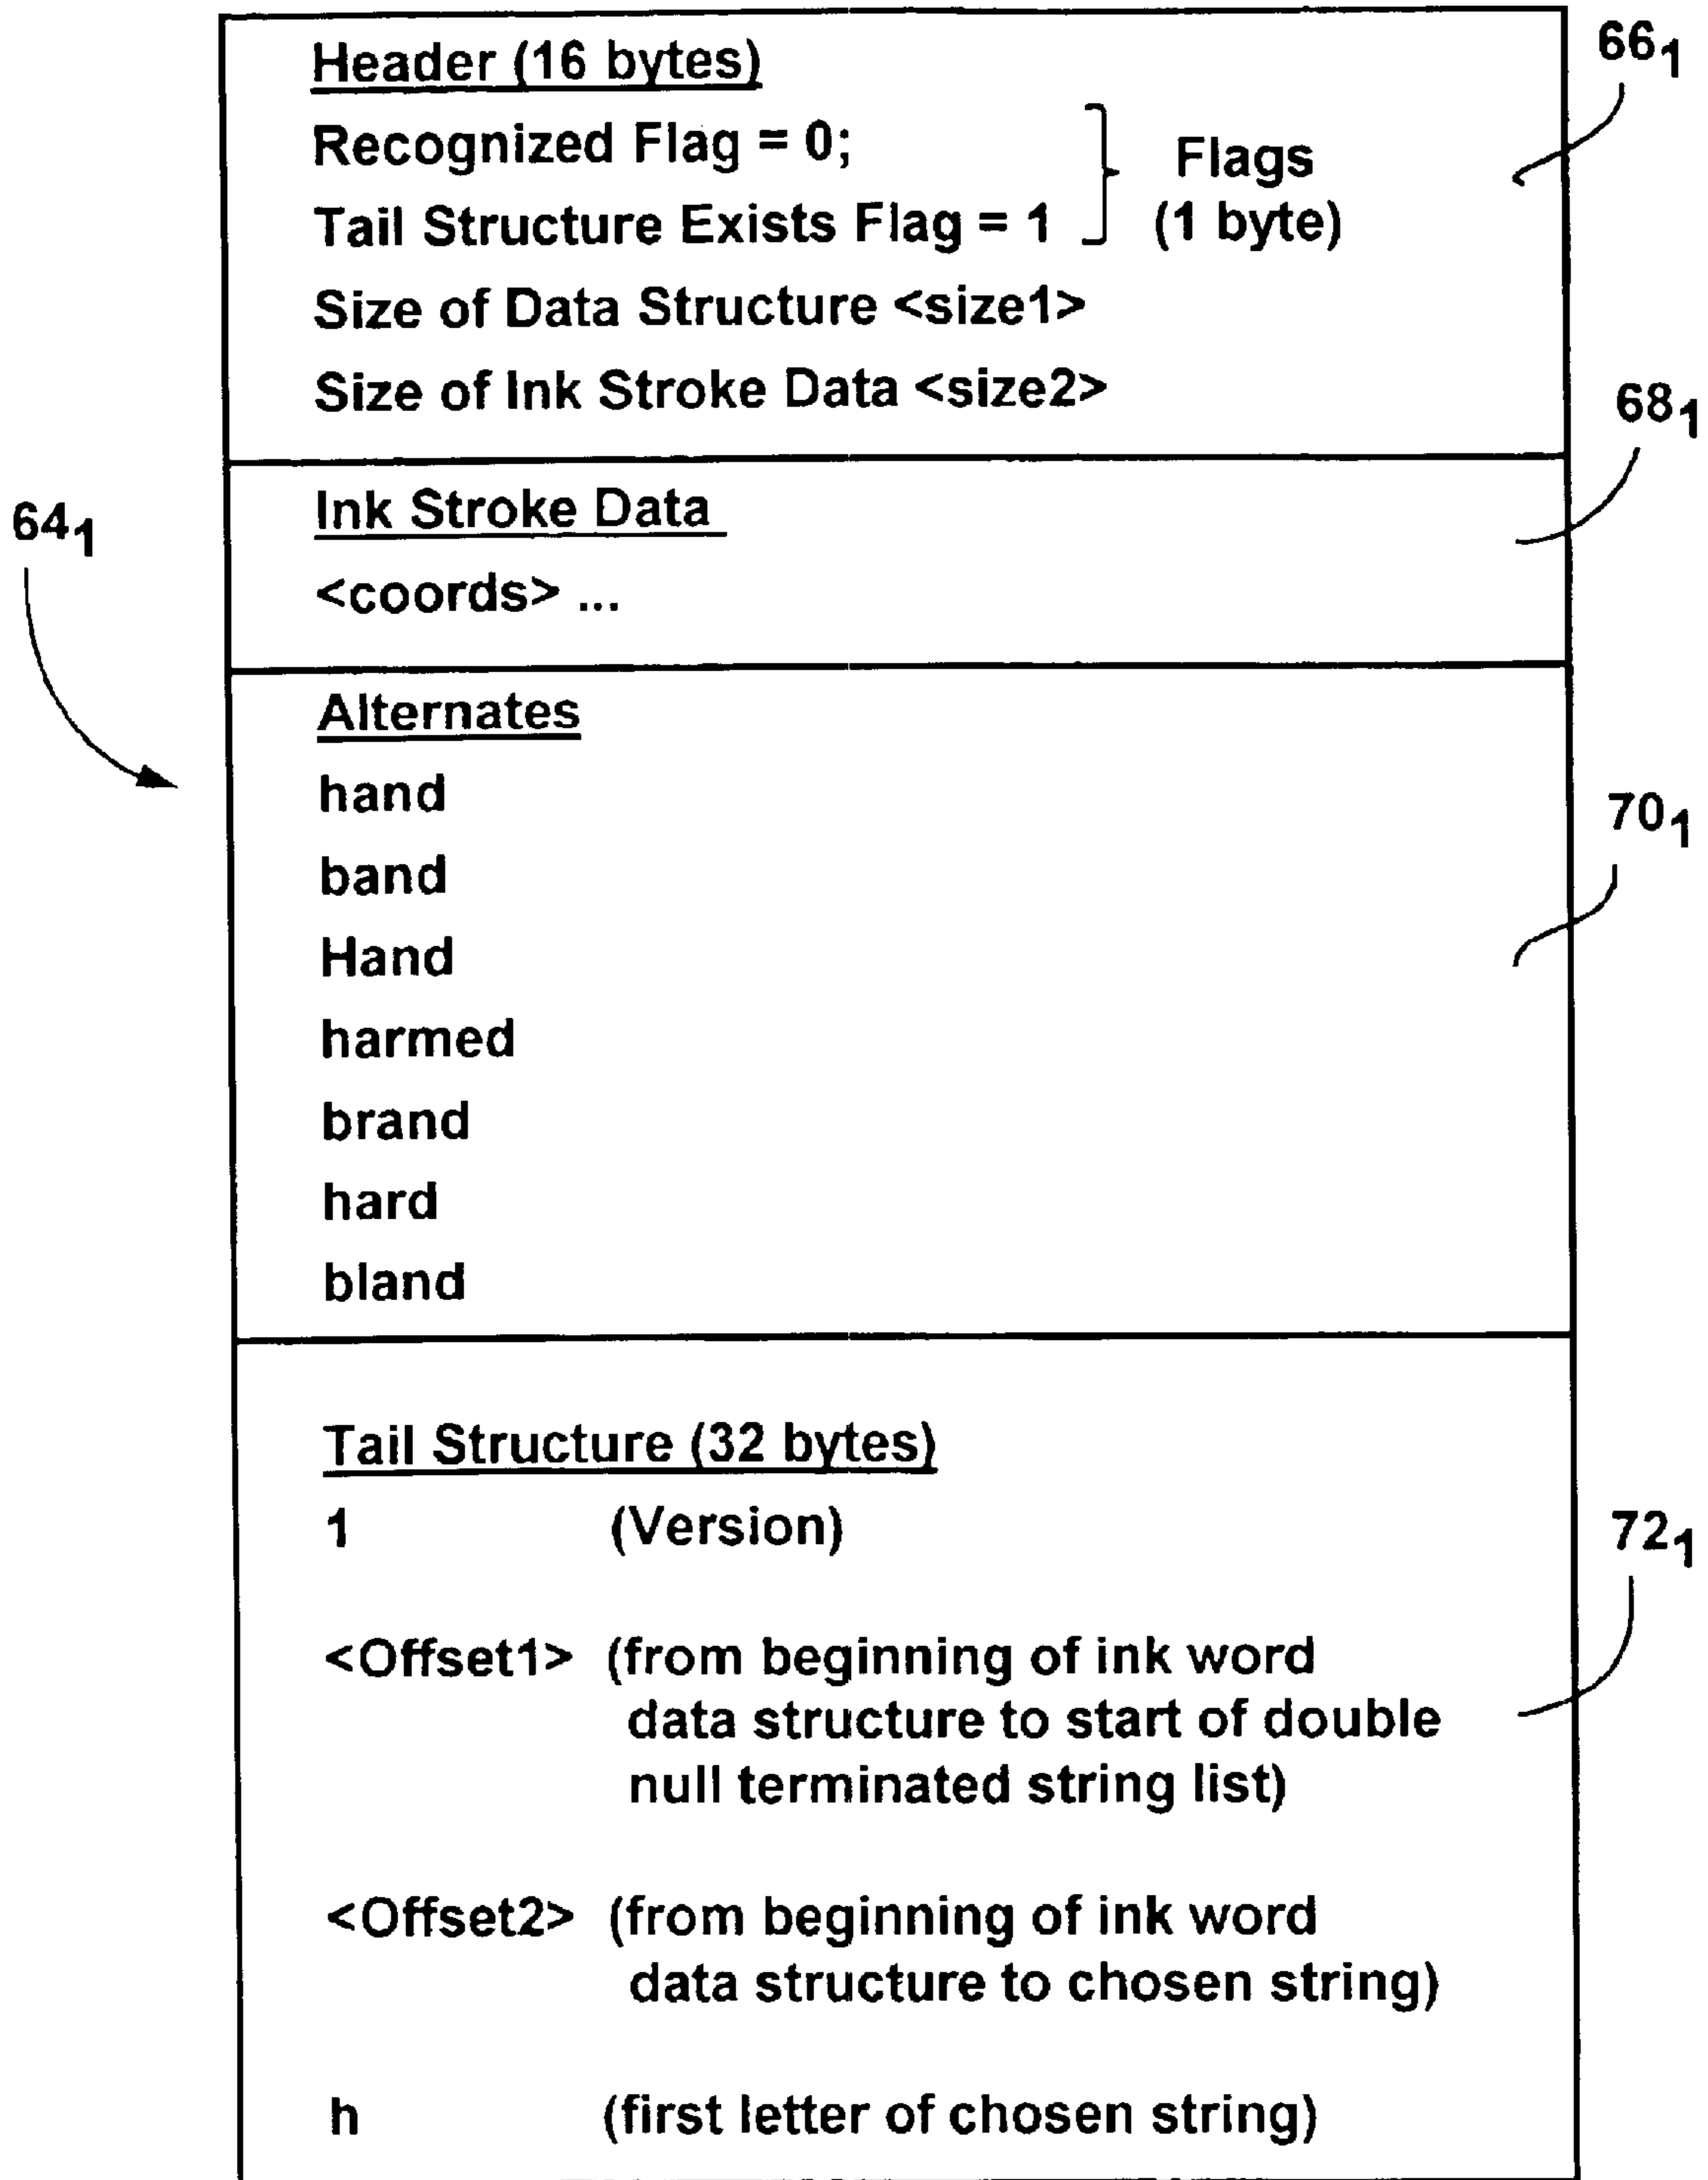 Header (16 bytes)
66₁
Recognized Flag = 0;
Tail Structure Exists Flag = 1
Flags
(1 byte)
Size of Data Structure <size1>
Size of Ink Stroke Data <size2>
68₁
64₁
Ink Stroke Data
<coords> ...
Alternates
hand
70₁
band
Hand
harmed
brand
hard
bland
Tail Structure (32 bytes)
1 (Version)
72₁
<Offset1> (from beginning of ink word
data structure to start of double
null terminated string list)
<Offset2> (from beginning of ink word
data structure to chosen string)
h (first letter of chosen string)